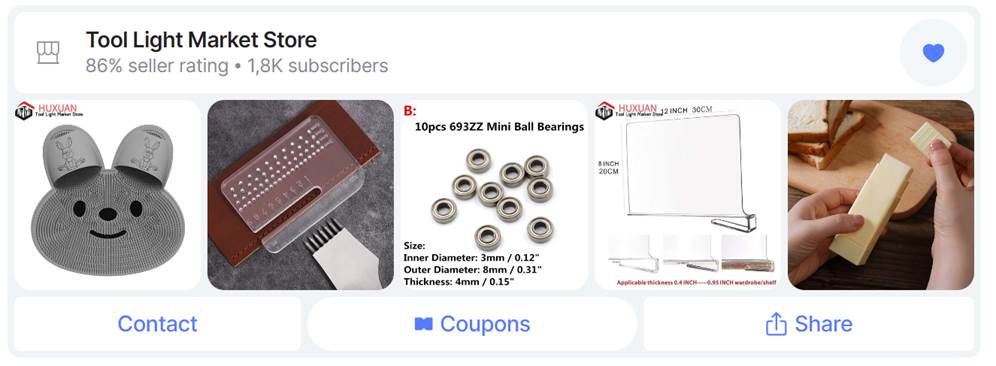 Tool Light Market Store
86% seller rating • 1,8K subscribers
HUXUAN
Tool Light Market Store
B:
10pcs 693ZZ Mini Ball Bearings
Size:
Inner Diameter: 3mm / 0.12"
Outer Diameter: 8mm / 0.31"
Thickness: 4mm / 0.15"
HUXUAN
Tool Light Market Store
12 INCH 30CM
8 INCH
20CM
Applicable thickness 0.4 INCH——0.95 INCH wardrobe/shelf
Contact
Coupons
Share